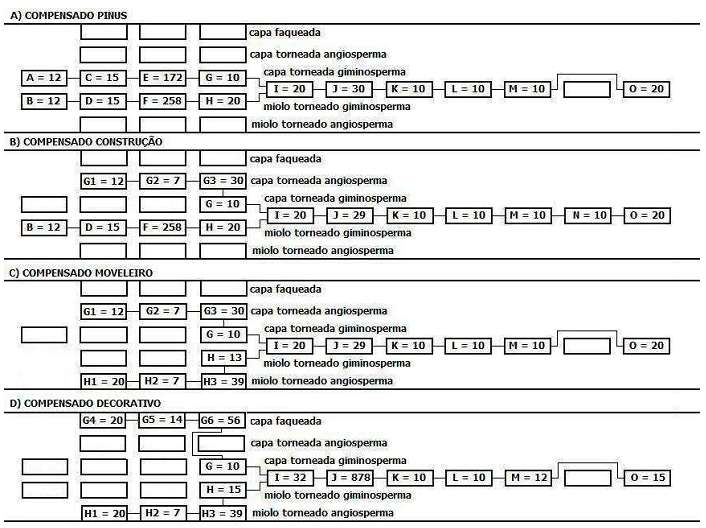 A) COMPENSADO PINUS
capa faqueada
capa torneada angiosperma
capa torneada giminosperma
A = 12 C = 15 E = 172 G = 10
I = 20 J = 30 K = 10 L = 10 M = 10 O = 20
B = 12 D = 15 F = 258 H = 20 miolo torneado giminosperma
miolo torneado angiosperma
B) COMPENSADO CONSTRUÇÃO
capa faqueada
G1 = 12 G2 = 7 G3 = 30 capa torneada angiosperma
capa torneada giminosperma
G = 10
I = 20 J = 29 K = 10 L = 10 M = 10 N = 10 O = 20
B = 12 D = 15 F = 258 H = 20 miolo torneado giminosperma
miolo torneado angiosperma
C) COMPENSADO MOVELEIRO
capa faqueada
G1 = 12 G2 = 7 G3 = 30 capa torneada angiosperma
capa torneada giminosperma
G = 10
I = 20 J = 29 K = 10 L = 10 M = 10 O = 20
H = 13 miolo torneado giminosperma
H1 = 20 H2 = 7 H3 = 39 miolo torneado angiosperma
D) COMPENSADO DECORATIVO
G4 = 20 G5 = 14 G6 = 56 capa faqueada
capa torneada angiosperma
capa torneada giminosperma
G = 10
I = 32 J = 878 K = 10 L = 10 M = 12 O = 15
H = 15 miolo torneado giminosperma
H1 = 20 H2 = 7 H3 = 39 miolo torneado angiosperma